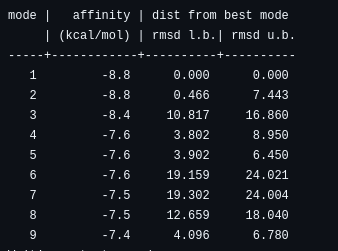 mode |   affinity | dist from best mode
     | (kcal/mol) | rmsd l.b.| rmsd u.b.
-----+------------+----------+----------
   1         -8.8      0.000      0.000
   2         -8.8      0.466      7.443
   3         -8.4     10.817     16.860
   4         -7.6      3.802      8.950
   5         -7.6      3.902      6.450
   6         -7.6     19.159     24.021
   7         -7.5     19.302     24.004
   8         -7.5     12.659     18.040
   9         -7.4      4.096      6.780